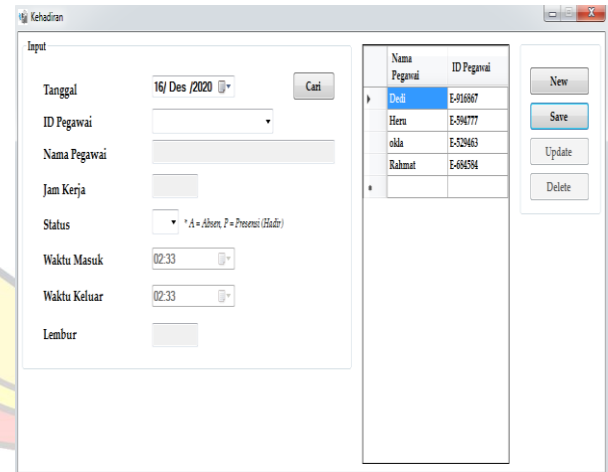 Kehadiran
Input
Tanggal 16/ Des /2020 Cari
ID Pegawai
Nama Pegawai
Jam Kerja
Status * A = Absen, P = Presensi (Hadir)
Waktu Masuk 02:33
Waktu Keluar 02:33
Lembur
Nama Pegawai ID Pegawai
Dedi E-916867
Heru E-594777
okla E-529463
Rahmat E-684584
New
Save
Update
Delete